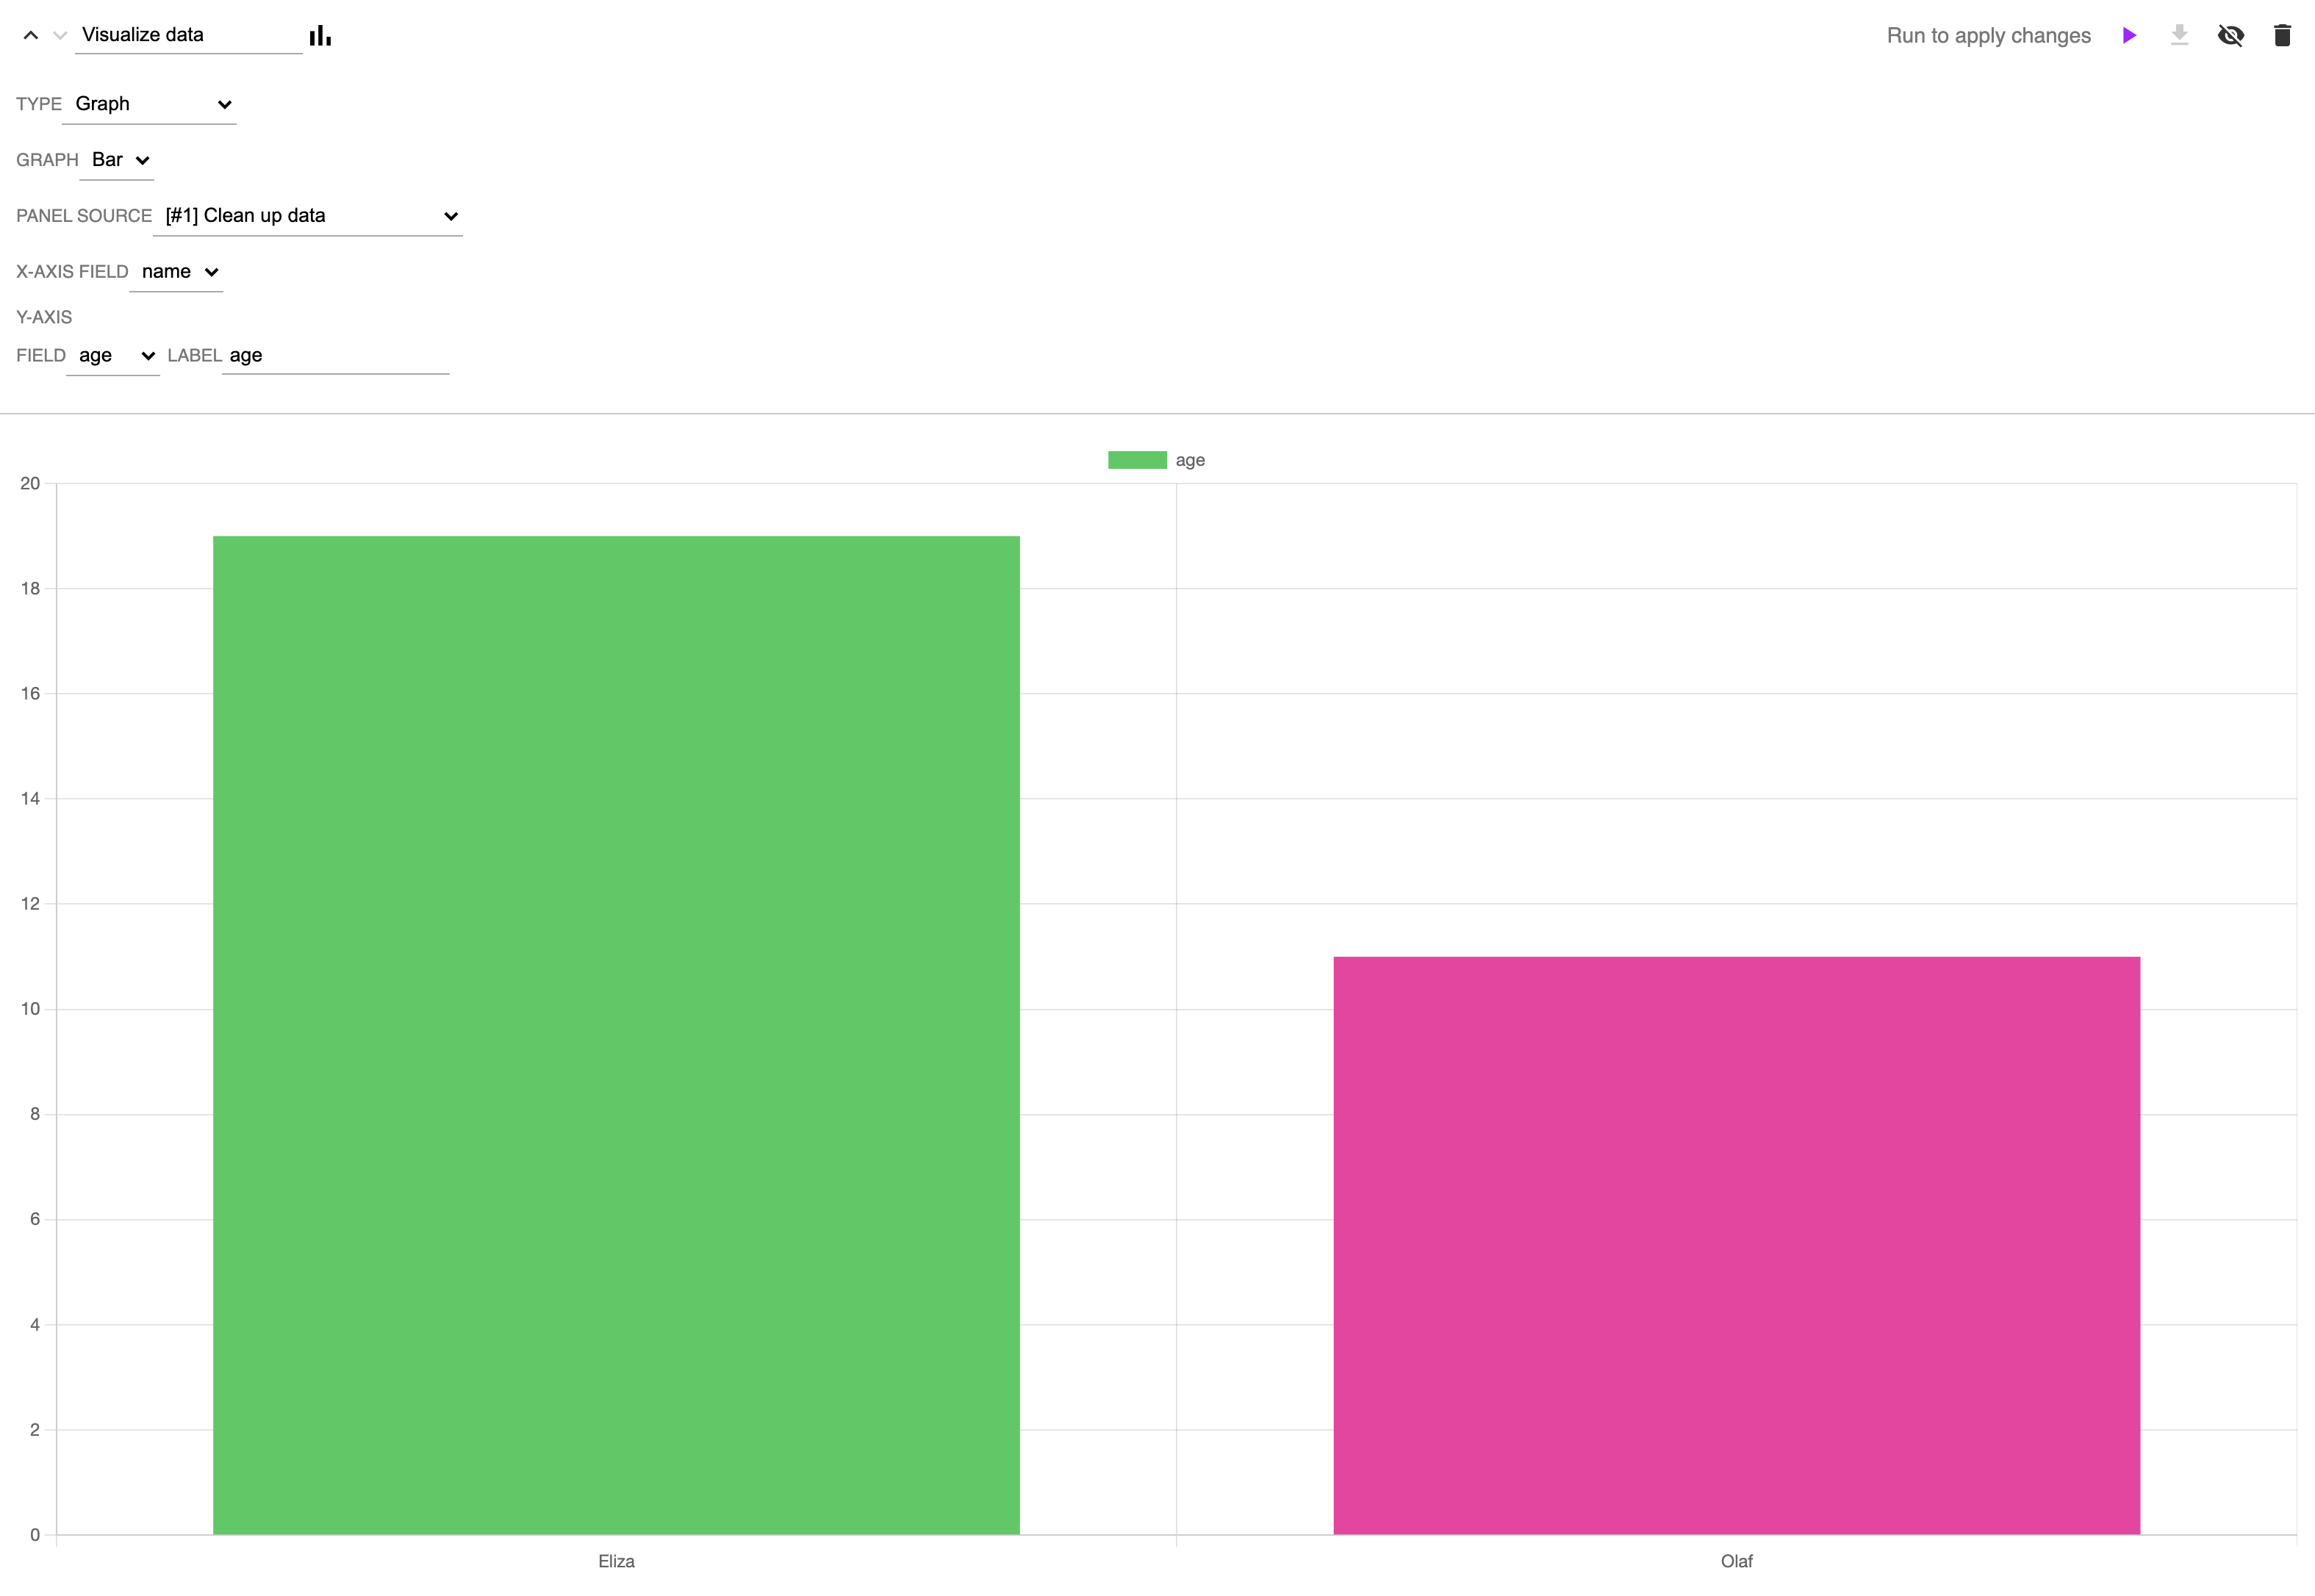 Visualize data
Run to apply changes
TYPE Graph
GRAPH Bar
PANEL SOURCE [#1] Clean up data
X-AXIS FIELD name
Y-AXIS
FIELD age LABEL age
age
20
18
16
14
12
10
8
6
4
2
0
Eliza Olaf